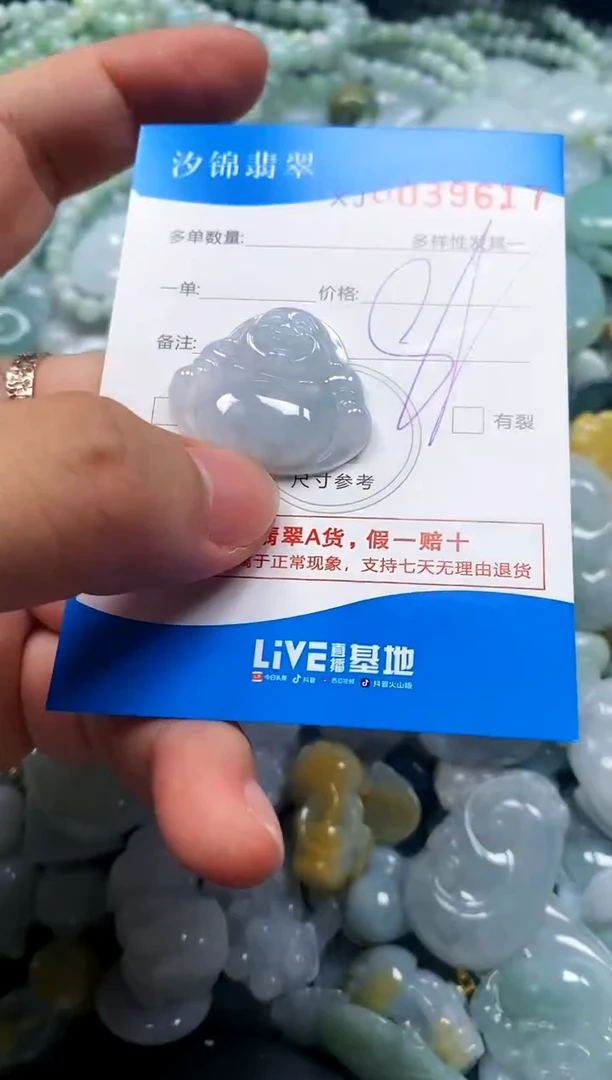 汐锦翡翠
XJ0039617
多单数量:
多样性发其一
一单:
价格:
备注:
有裂
尺寸参考
翡翠A货，假一赔十
属于正常现象，支持七天无理由退货
LiVE直播基地
今日头条 抖音 西瓜视频 抖音火山版